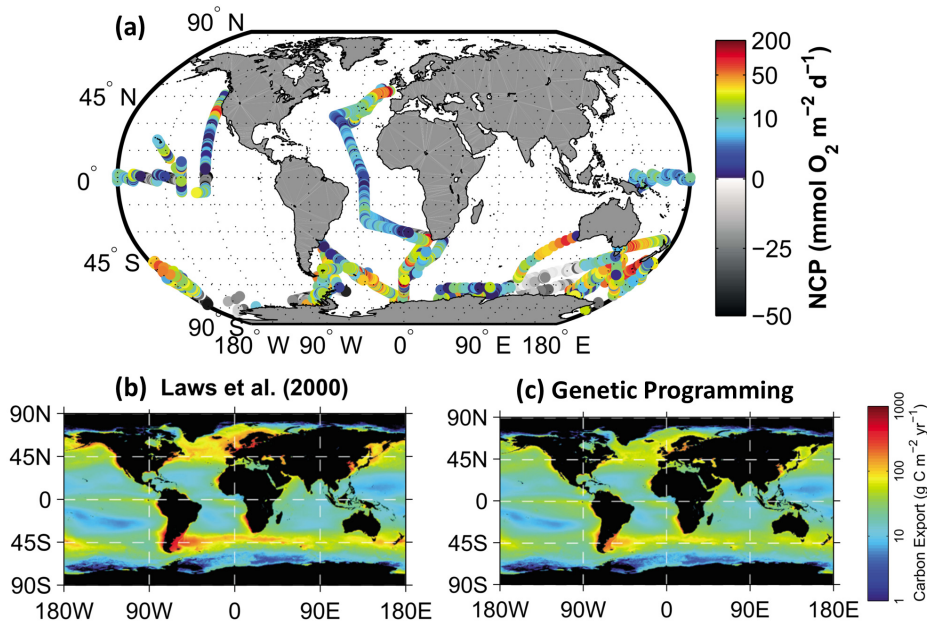 (a)
90° N
45° N
0°
45° S
90° S
180° W 90° W 0° 90° E 180° E
200
50
10
0
−25
−50
NCP (mmol O₂ m⁻² d⁻¹)
(b) Laws et al. (2000)
90N
45N
0
45S
90S
180W 90W 0 90E 180E
(c) Genetic Programming
90N
45N
0
45S
90S
180W 90W 0 90E 180E
1000
100
10
1
Carbon Export (g C m⁻² yr⁻¹)